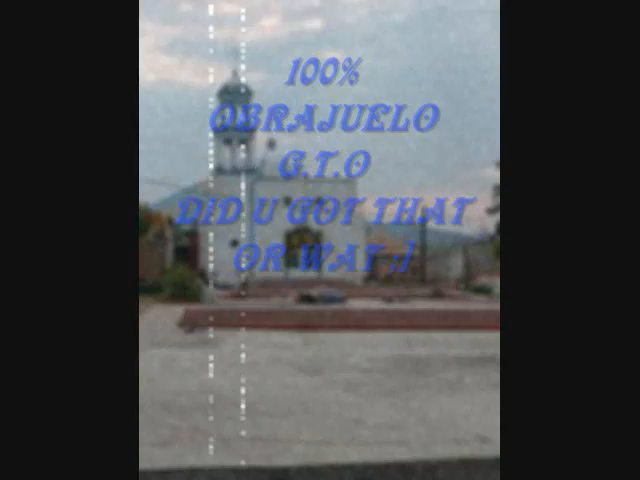 100%
OBRAJUELO
G.T.O
DID U GOT THAT
OR WAT ;/